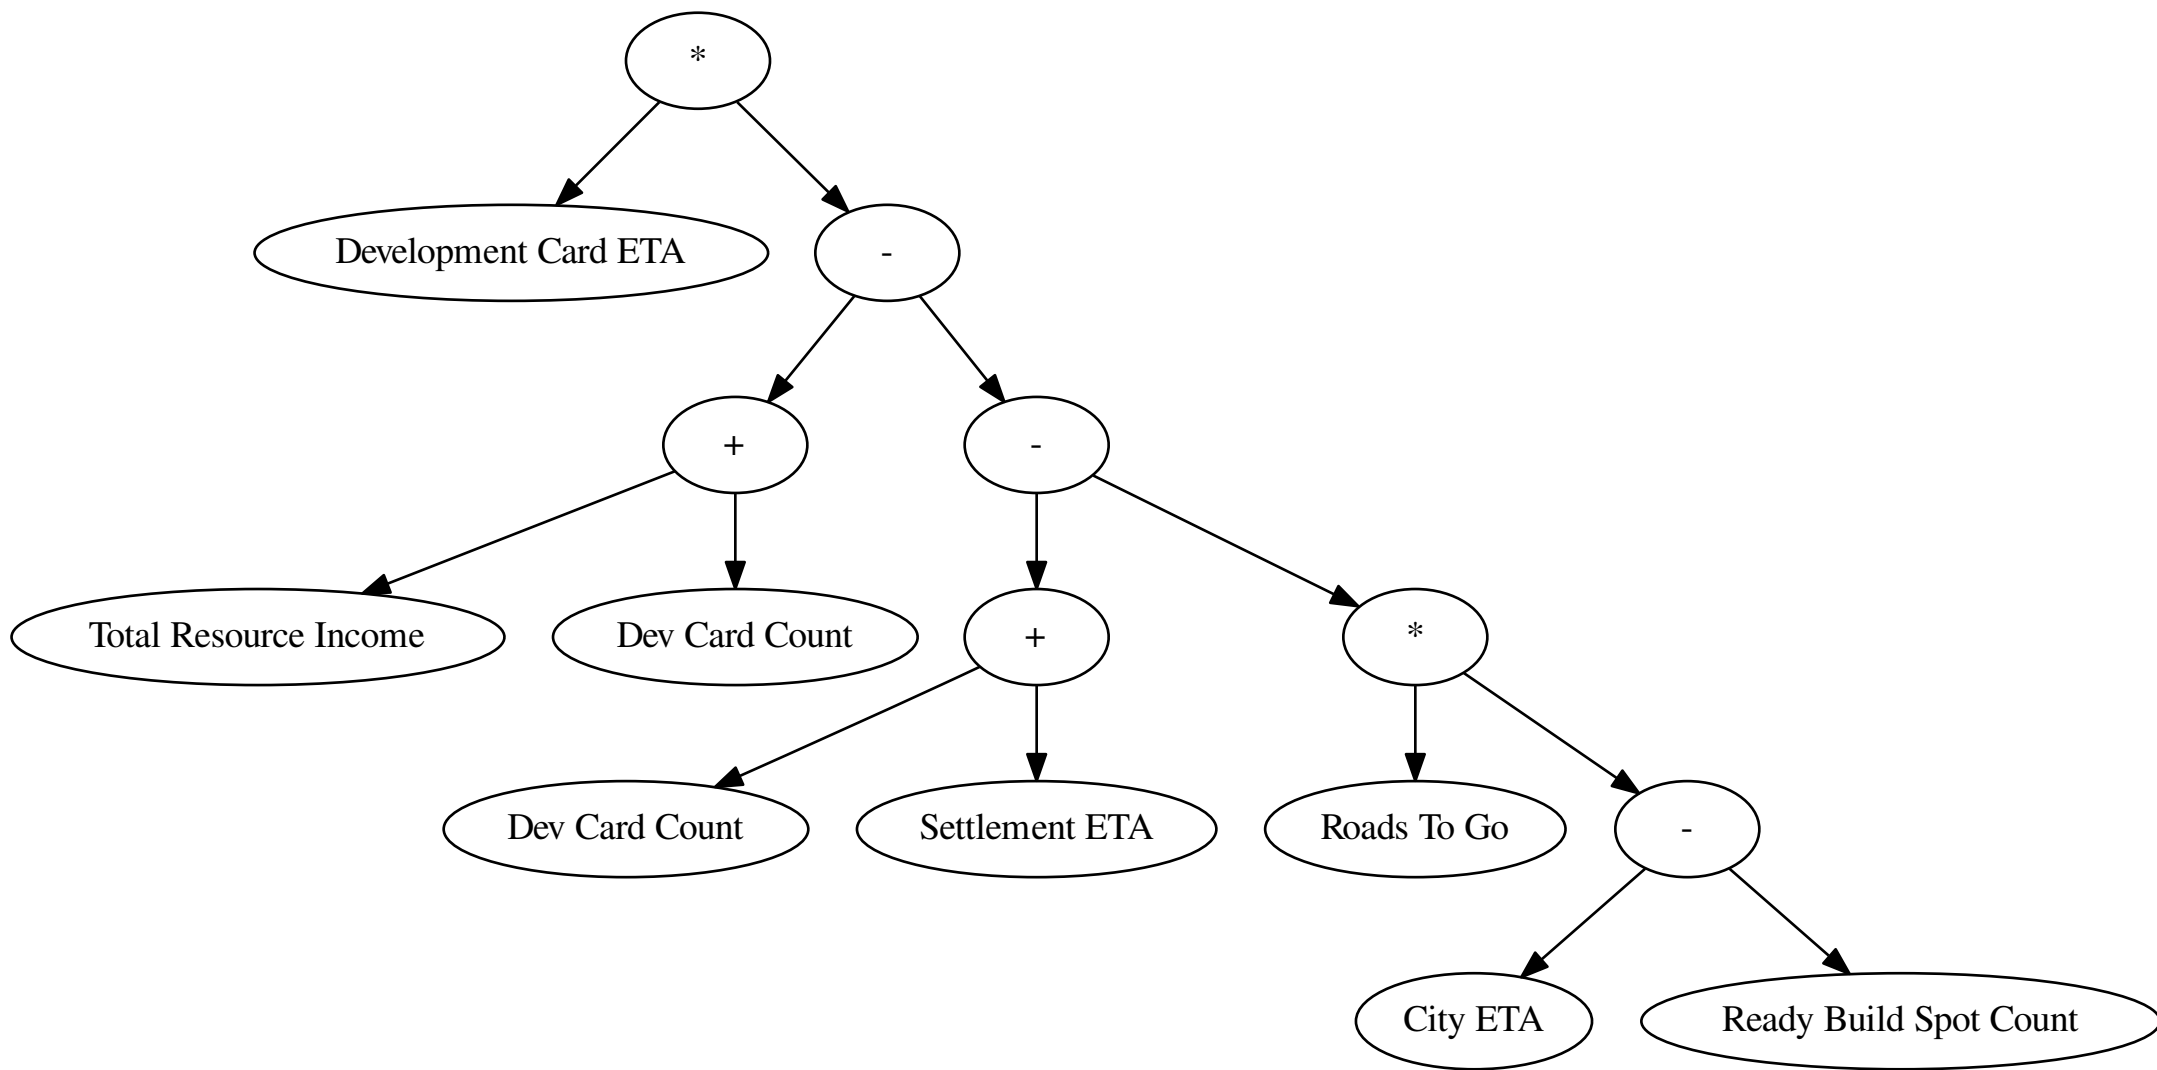 *
Development Card ETA
-
+
-
Total Resource Income
Dev Card Count
+
*
Dev Card Count
Settlement ETA
Roads To Go
-
City ETA
Ready Build Spot Count